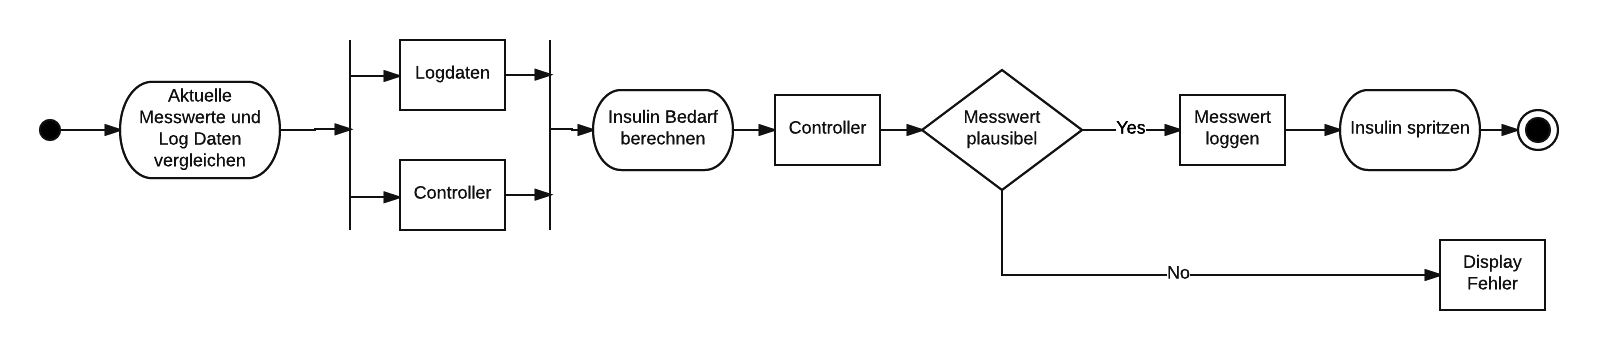 Aktuelle
Messwerte und
Log Daten
vergleichen
Logdaten
Controller
Insulin Bedarf
berechnen
Controller
Messwert
plausibel
Yes
Messwert
loggen
Insulin spritzen
No
Display
Fehler